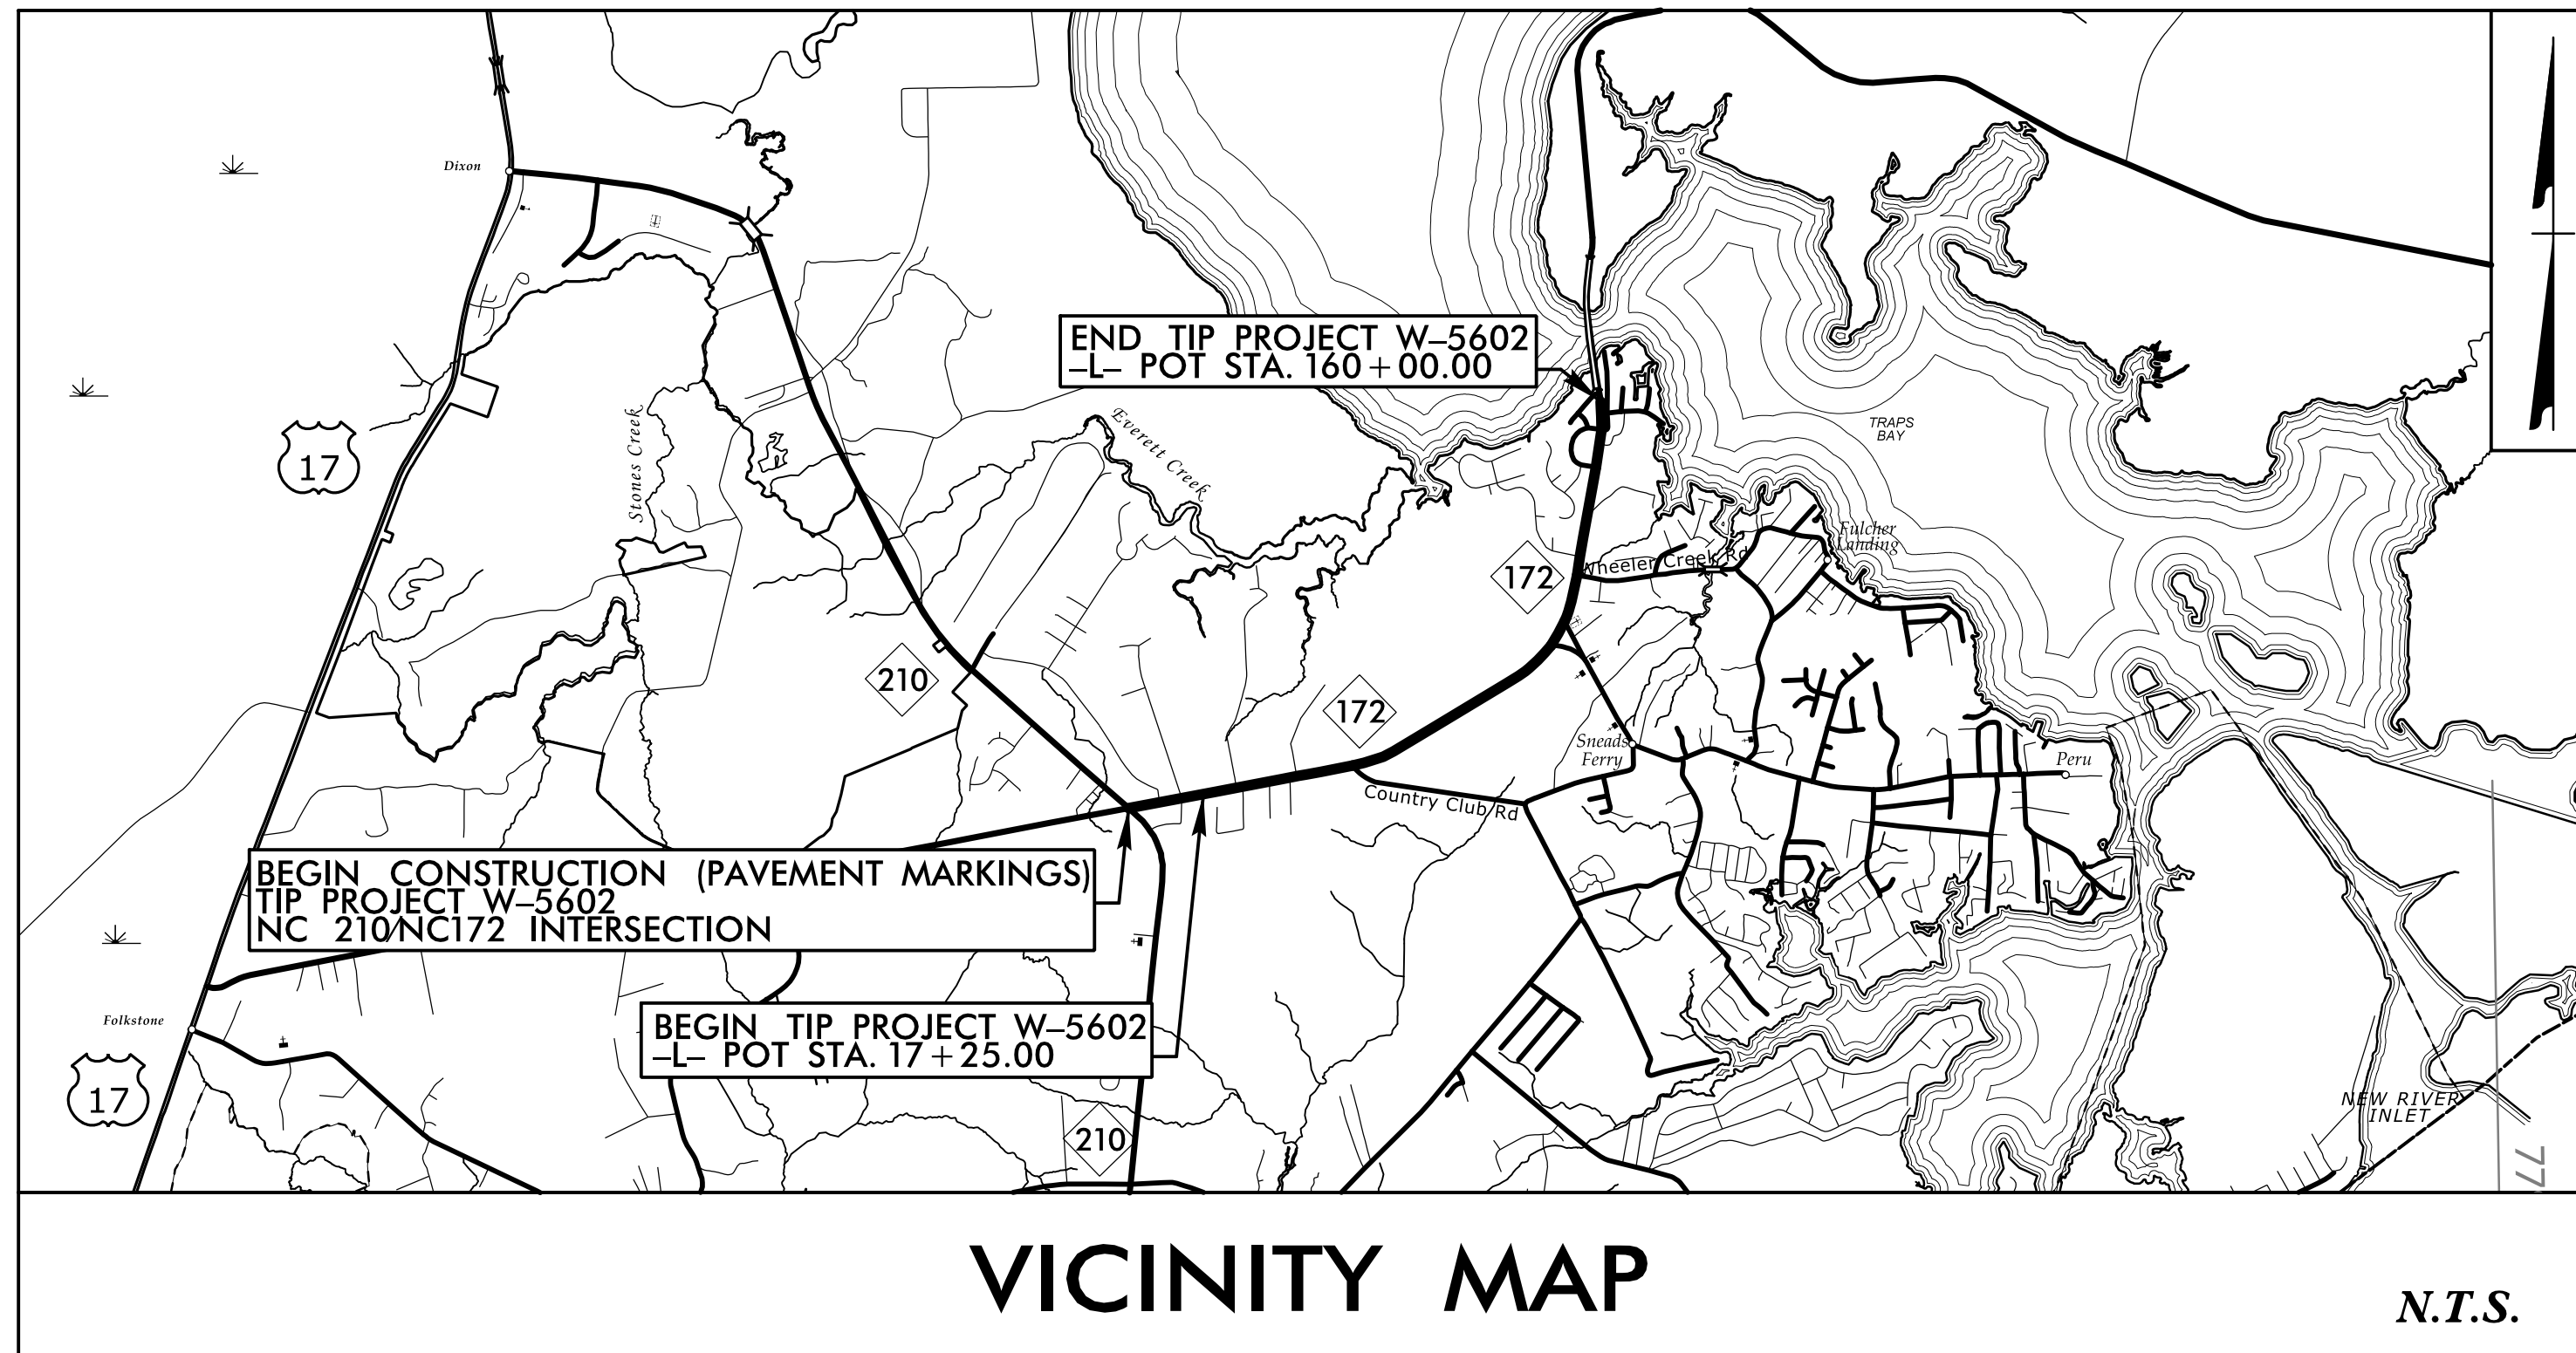 Dixon
END TIP PROJECT W-5602
-L- POT STA. 160+00.00
TRAPS
BAY
17
Stones Creek
Everett Creek
Fulcher
Landing
Wheeler Creek Rd
172
210
172
Sneads
Ferry
Peru
Country Club Rd
BEGIN CONSTRUCTION (PAVEMENT MARKINGS)
TIP PROJECT W-5602
NC 210/NC172 INTERSECTION
Folkstone
BEGIN TIP PROJECT W-5602
-L- POT STA. 17+25.00
17
210
NEW RIVER
INLET
77
VICINITY MAP
N.T.S.